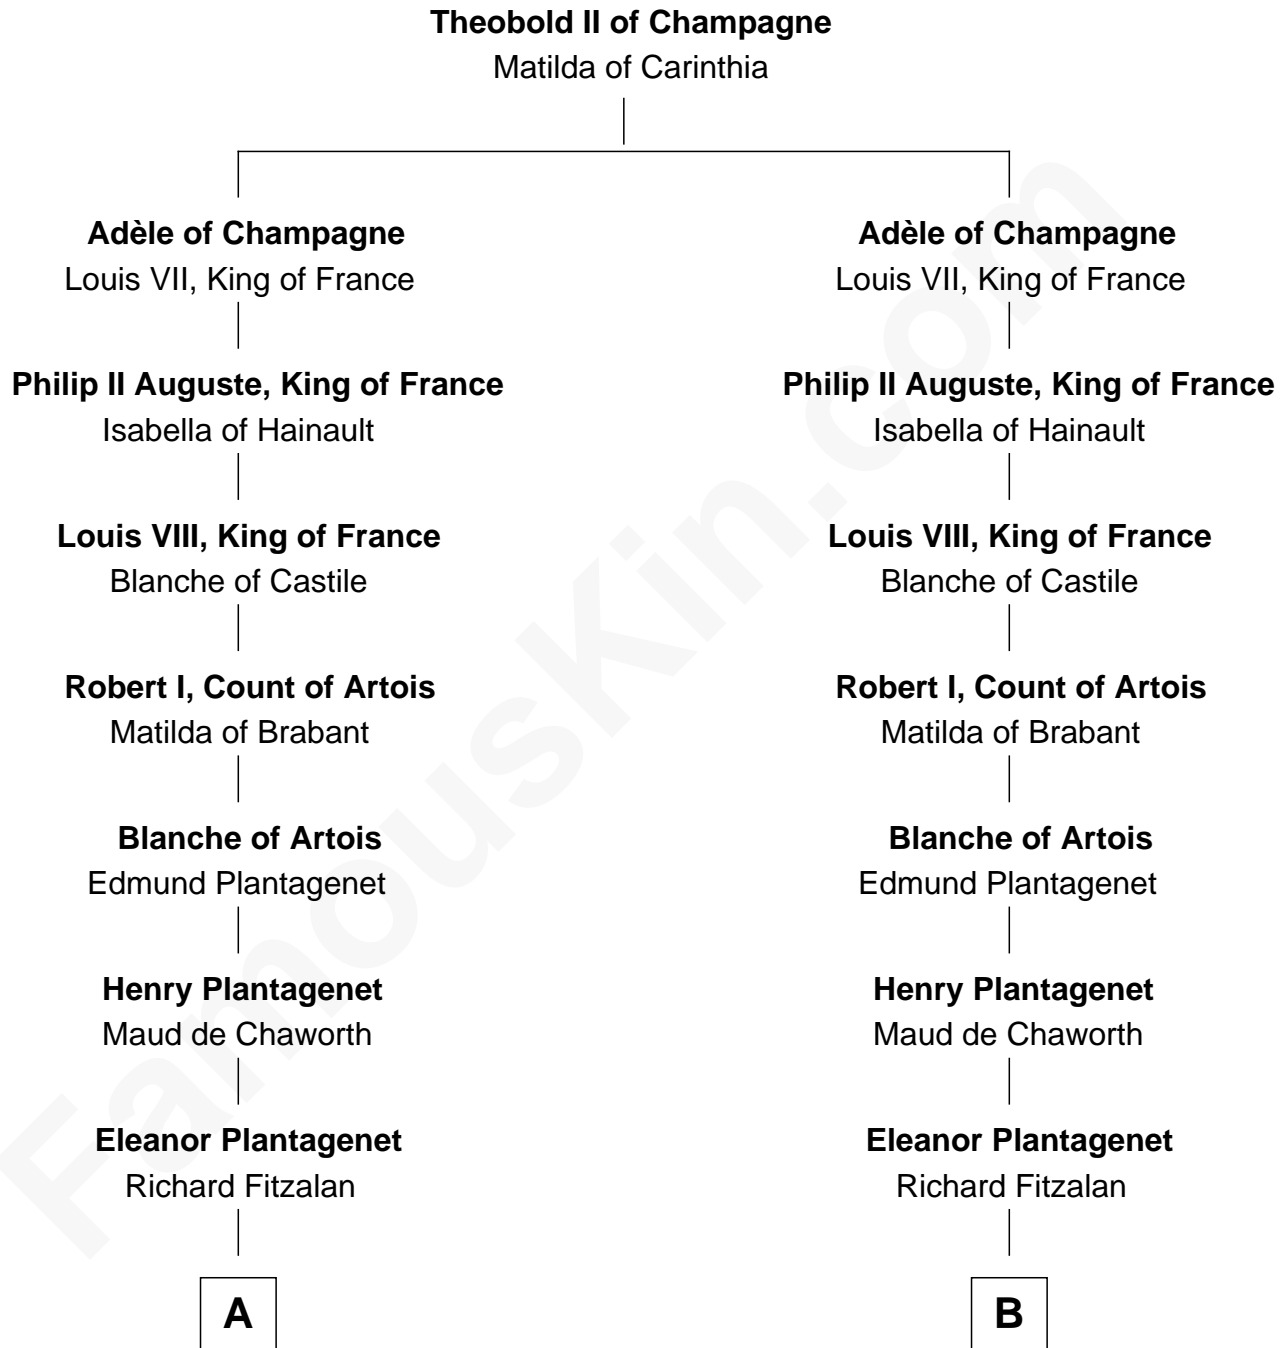 Theobold II of Champagne
Matilda of Carinthia
Adèle of Champagne
Louis VII, King of France
Philip II Auguste, King of France
Isabella of Hainault
Louis VIII, King of France
Blanche of Castile
Robert I, Count of Artois
Matilda of Brabant
Blanche of Artois
Edmund Plantagenet
Henry Plantagenet
Maud de Chaworth
Eleanor Plantagenet
Richard Fitzalan
A
Adèle of Champagne
Louis VII, King of France
Philip II Auguste, King of France
Isabella of Hainault
Louis VIII, King of France
Blanche of Castile
Robert I, Count of Artois
Matilda of Brabant
Blanche of Artois
Edmund Plantagenet
Henry Plantagenet
Maud de Chaworth
Eleanor Plantagenet
Richard Fitzalan
B
FamousKin.com